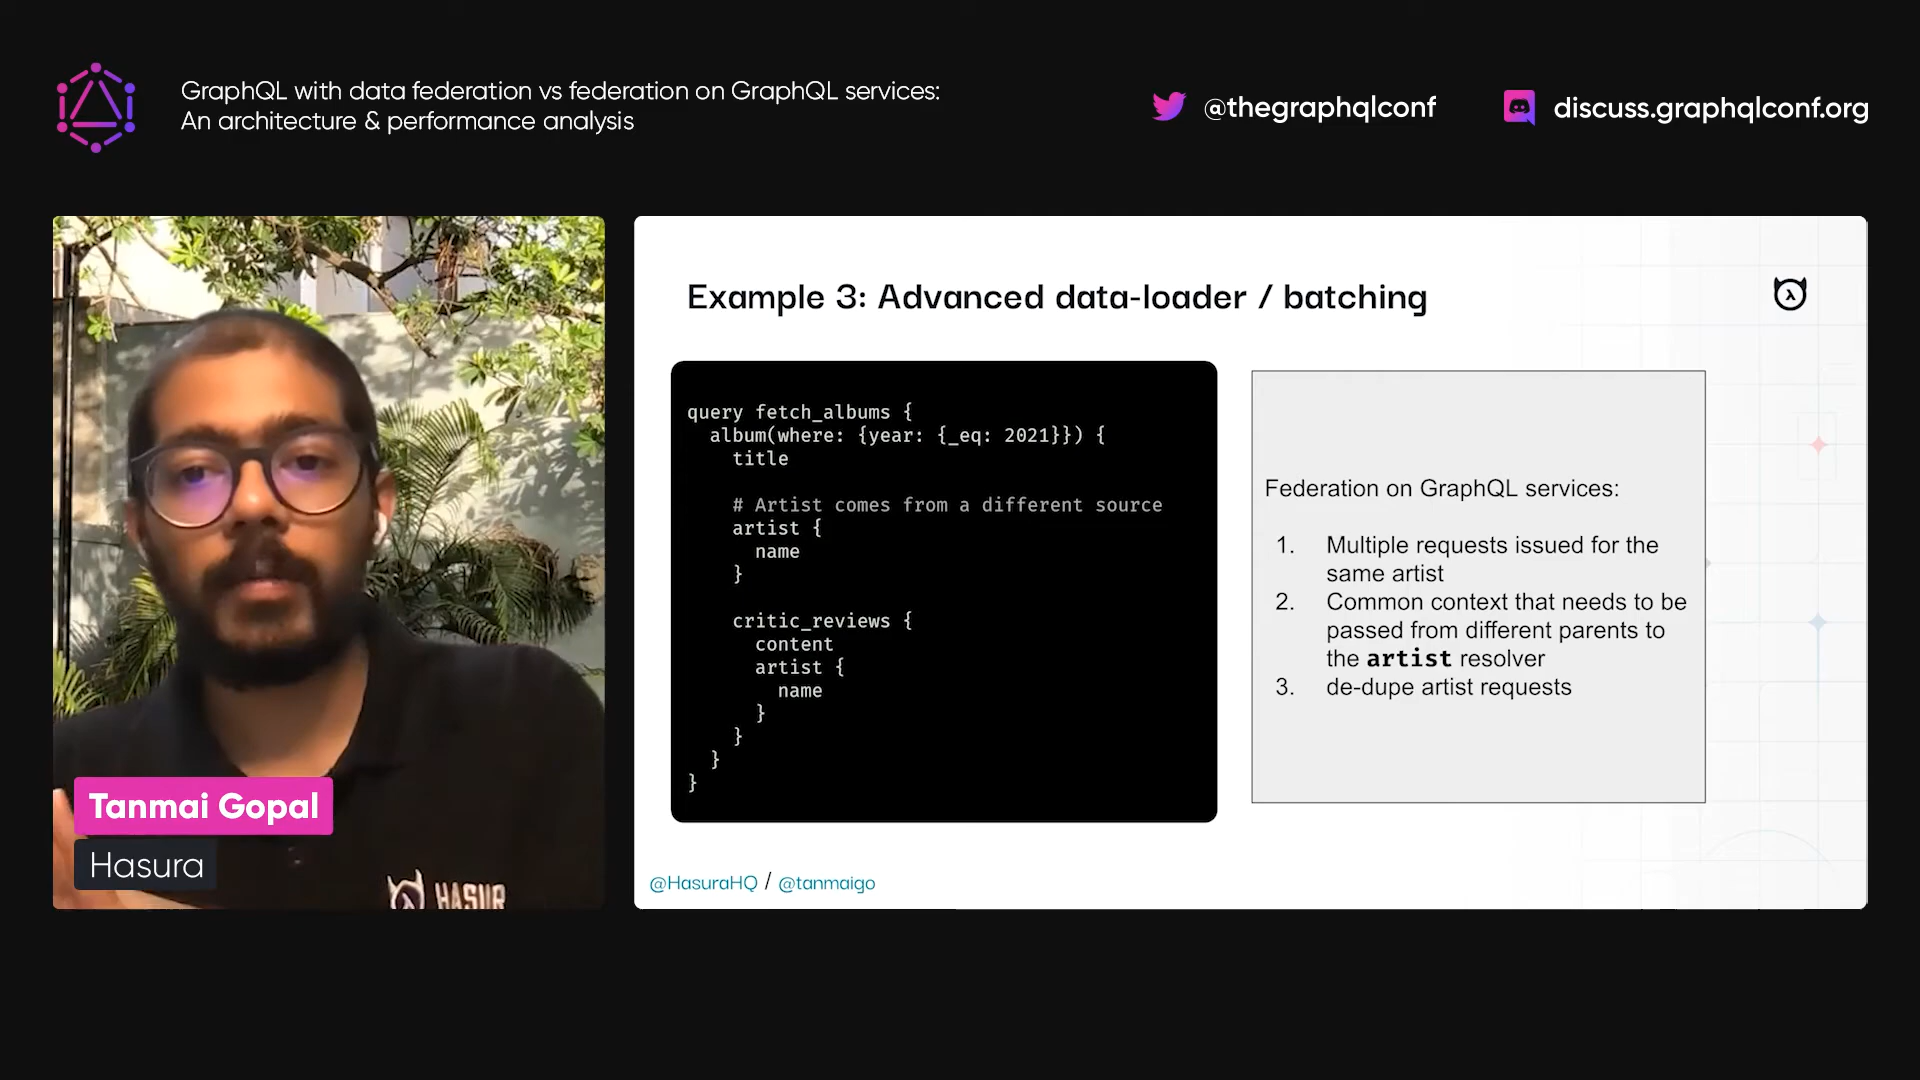 GraphQL with data federation vs federation on GraphQL services:
An architecture & performance analysis
@thegraphqlconf
discuss.graphqlconf.org
Tanmai Gopal
Hasura
HASUR
Example 3: Advanced data-loader / batching
query fetch_albums {
album(where: {year: {_eq: 2021}}) {
title
# Artist comes from a different source
artist {
name
}
critic_reviews {
content
artist {
name
}
}
}
}
Federation on GraphQL services:
1. Multiple requests issued for the
same artist
2. Common context that needs to be
passed from different parents to
the artist resolver
3. de-dupe artist requests
@HasuraHQ / @tanmaigo